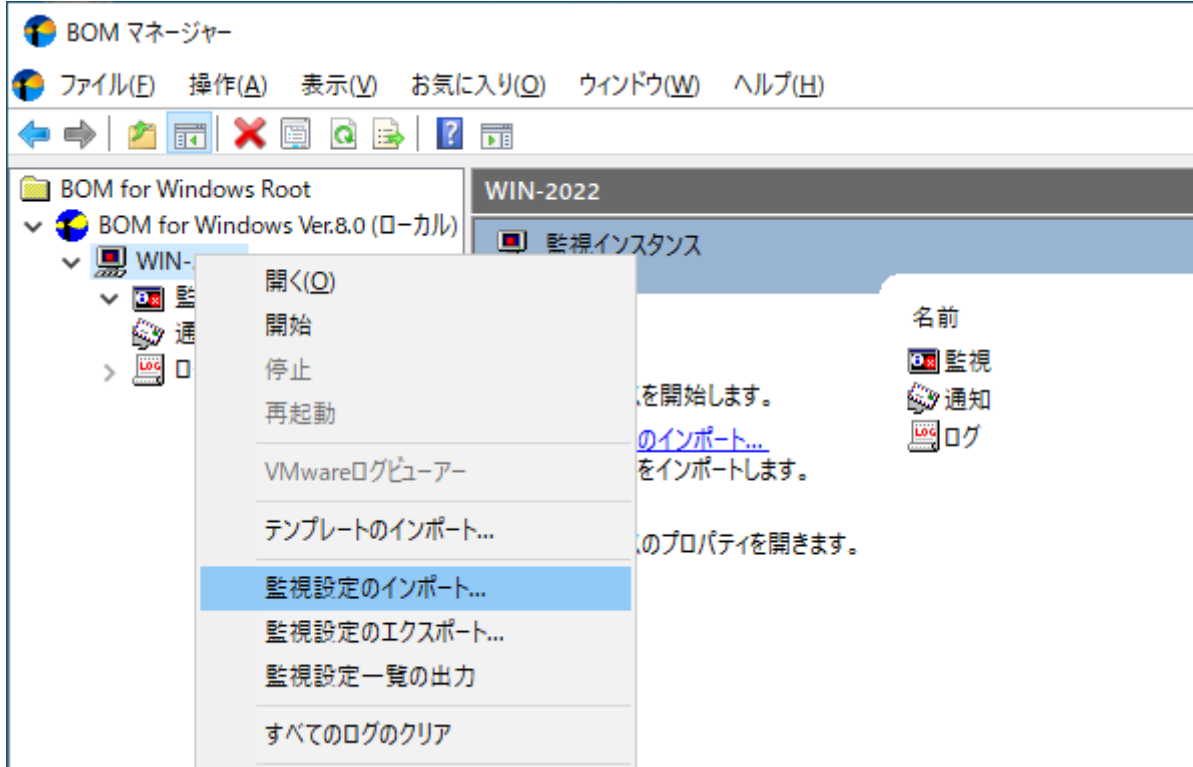 BOM マネージャー
ファイル(F) 操作(A) 表示(V) お気に入り(O) ウィンドウ(W) ヘルプ(H)
BOM for Windows Root
BOM for Windows Ver.8.0 (ローカル)
WIN-
監
通
ロ
WIN-2022
監視インスタンス
開く(O)
開始
停止
再起動
VMwareログビューアー
テンプレートのインポート...
監視設定のインポート...
監視設定のエクスポート...
監視設定一覧の出力
すべてのログのクリア
を開始します。
のインポート...
をインポートします。
のプロパティを開きます。
名前
監視
通知
ログ